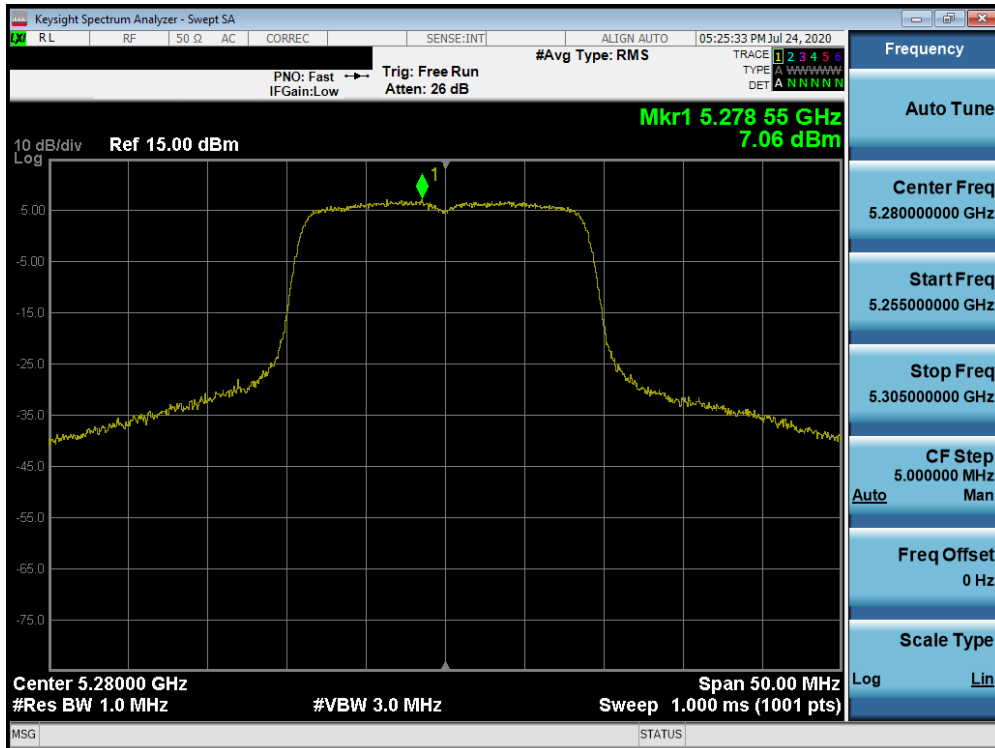 Keysight Spectrum Analyzer - Swept SA
LXI RL RF 50 Ω AC CORREC SENSE:INT ALIGN AUTO 05:25:33 PM Jul 24, 2020
Frequency
#Avg Type: RMS
TRACE 1 2 3 4 5 6
TYPE A WWWWW
DET A N N N N N
PNO: Fast
IFGain:Low
Trig: Free Run
Atten: 26 dB
Auto Tune
Mkr1 5.278 55 GHz
7.06 dBm
10 dB/div
Log
Ref 15.00 dBm
1
5.00
-5.00
-15.0
-25.0
-35.0
-45.0
-55.0
-65.0
-75.0
Center Freq
5.280000000 GHz
Start Freq
5.255000000 GHz
Stop Freq
5.305000000 GHz
CF Step
5.000000 MHz
Auto Man
Freq Offset
0 Hz
Scale Type
Log Lin
Center 5.28000 GHz
Span 50.00 MHz
#Res BW 1.0 MHz
#VBW 3.0 MHz
Sweep 1.000 ms (1001 pts)
MSG
STATUS